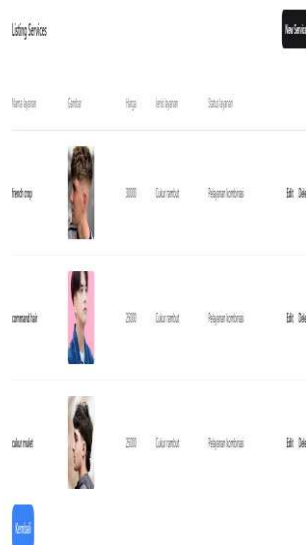 Listing Services
New Servic
Nama layanan Gambar Harga Jenis layanan Status layanan
french crop 30000 Cukur rambut Pelayanan kombinasi Edit Dele
command hair 25000 Cukur rambut Pelayanan kombinasi Edit Dele
cukur mulet 25000 Cukur rambut Pelayanan kombinasi Edit Dele
Kembali